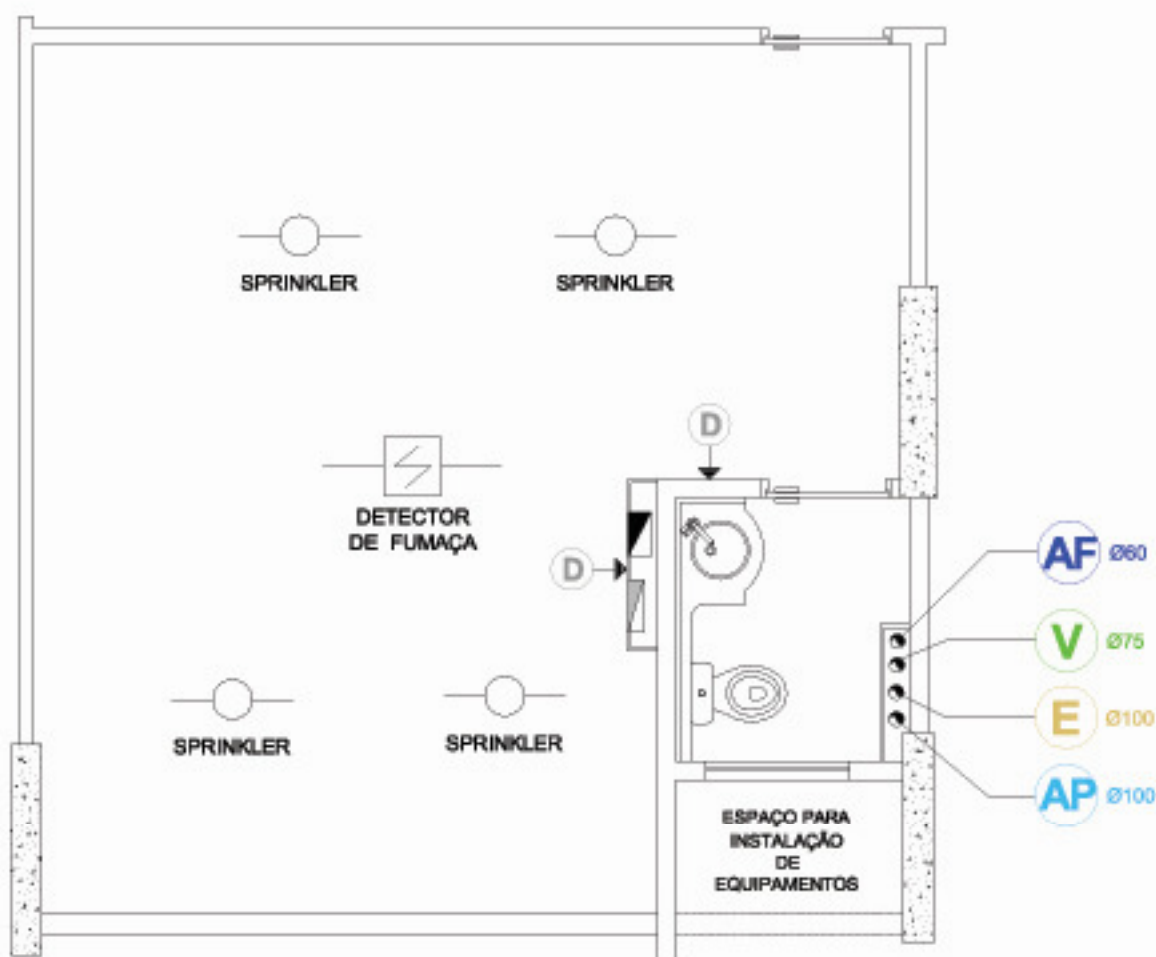 SPRINKLER
SPRINKLER
D
DETECTOR
DE FUMAÇA
D
AF Ø60
V Ø75
E Ø100
AP Ø100
SPRINKLER
SPRINKLER
ESPAÇO PARA
INSTALAÇÃO
DE
EQUIPAMENTOS